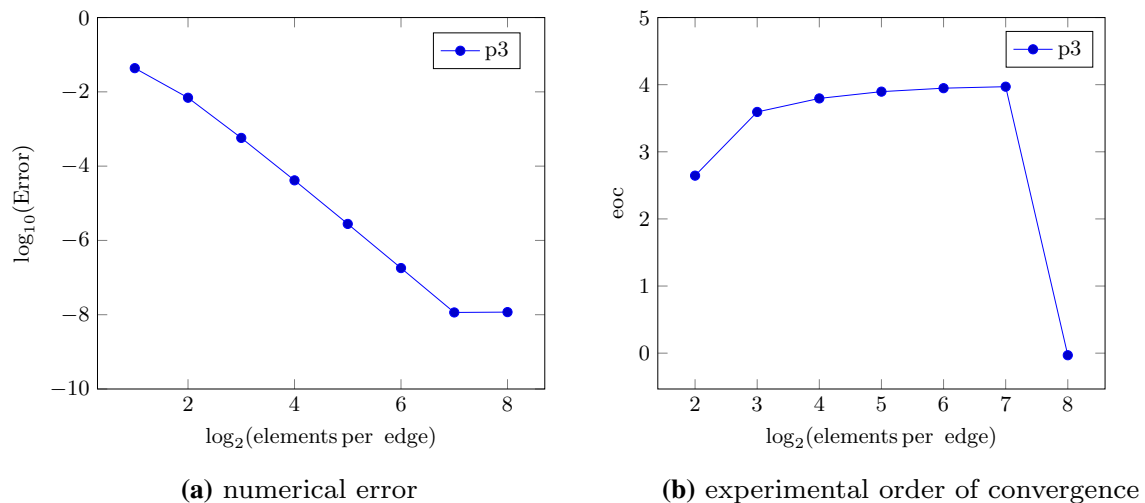 0
−2
−4
−6
−8
−10
2
4
6
8
log₁₀(Error)
log₂(elements per edge)
p3
(a) numerical error
5
4
3
2
1
0
2
3
4
5
6
7
8
eoc
log₂(elements per edge)
p3
(b) experimental order of convergence